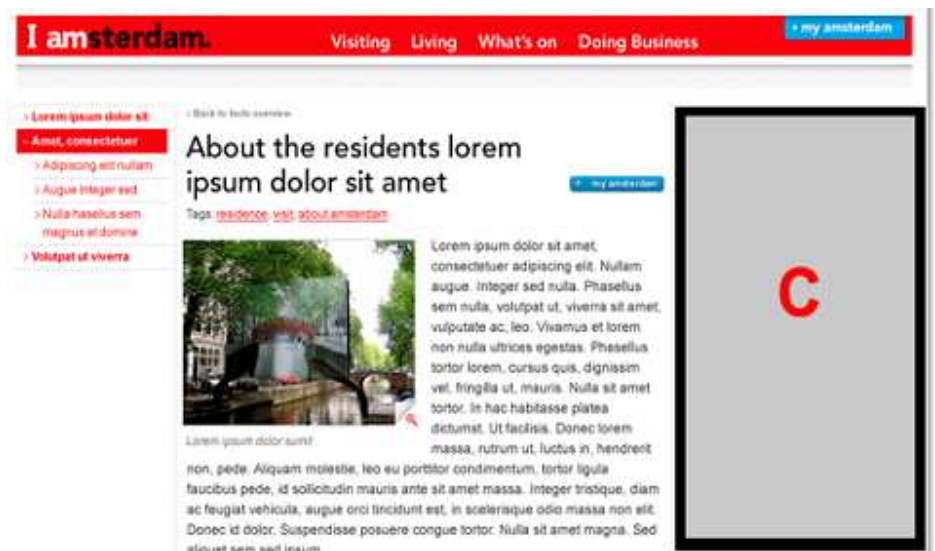 I amsterdam.
Visiting Living What's on Doing Business
› my amsterdam
› Lorem ipsum dolor sit
Amet, consectetuer
› Adipiscing elit nullam
› Augue integer sed
› Nulla hasellus sem
magnus et domine
› Volutpat ut viverra
‹ Back to feats overview
About the residents lorem
ipsum dolor sit amet
› my amsterdam
Tags: residence, visit, about amsterdam
Lorem ipsum dolor sit amet,
consectetuer adipiscing elit. Nullam
augue. Integer sed nulla. Phasellus
sem nulla, volutpat ut, viverra sit amet,
vulputate ac, leo. Vivamus et lorem
non nulla ultrices egestas. Phasellus
tortor lorem, cursus quis, dignissim
vel, fringilla ut, mauris. Nulla sit amet
tortor. In hac habitasse platea
dictumst. Ut facilisis. Donec lorem
massa, rutrum ut, luctus in, hendrerit
Lorem ipsum dolor sumit
non, pede. Aliquam molestie, leo eu porttitor condimentum, tortor ligula
faucibus pede, id sollicitudin mauris ante sit amet massa. Integer tristique, diam
ac feugiat vehicula, augue orci tincidunt est, in scelerisque odio massa non elit.
Donec id dolor. Suspendisse posuere congue tortor. Nulla sit amet magna. Sed
aliquet sem sed ipsum
C